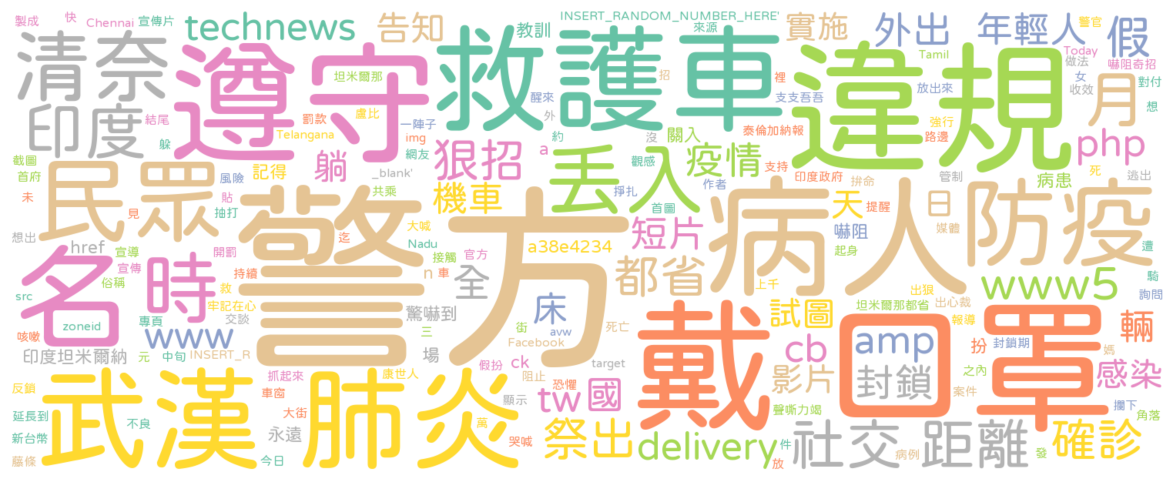 製成 快 宣傳片
Chennai
technews
告知
INSERT_RANDOM_NUMBER_HERE'
教訓 來源
實施
外出
年輕人
警官
假
Today
Tamil 做法
嚇阻奇招
清奈
遵守
坦米爾那
救護車
違規
月
女
收效
對付
想
印度
結尾
罰款
盧比
Telangana
躲
一陣子
醒來
外
招
約
支支吾吾
裡
放出來
強行
路邊
泰倫加納報
php
img
網友
沒
關入
截圖
首府
未
民眾
風險
記得
貼
抽打
躺
_blank'
共乘
狠招
a
機車
丟入
疫情
觀感
掙扎
作者
首圖
支持
印度政府
拚命
管制
死
病患
逃出
防疫
想出
見
href
宣導
宣傳
俗稱
開罰
迄
警方
大喊
Nadu
接觸
官方
車
a38e4234
短片
病人
天
提醒
嚇阻
起身
日
媒體
遭
騎
詢問
名
時
src
zoneid
持續
救
牢記在心
交談
n
全
驚嚇到
都省
上千
www5
出狠
出心裁
坦米爾那都省
報導
咳嗽
專頁
www
床
三
街
avw
死亡
試圖
輛
印度坦米爾納
元
中旬
INSERT_R
場
假扮
Facebook
戴口罩
amp
封鎖
扮
封鎖期
媽
之內
感染
案件
cb
影片
target
ck
阻止
恐懼
顯示
tw
國
反鎖
武漢肺炎
抓起來
車窗
康世人
大街
萬
聲嘶力竭
攔下
角落
延長到
新台幣
不良
永遠
哭喊
祭出
delivery
件
放
社交
距離
病例
發
確診
藤條
今日